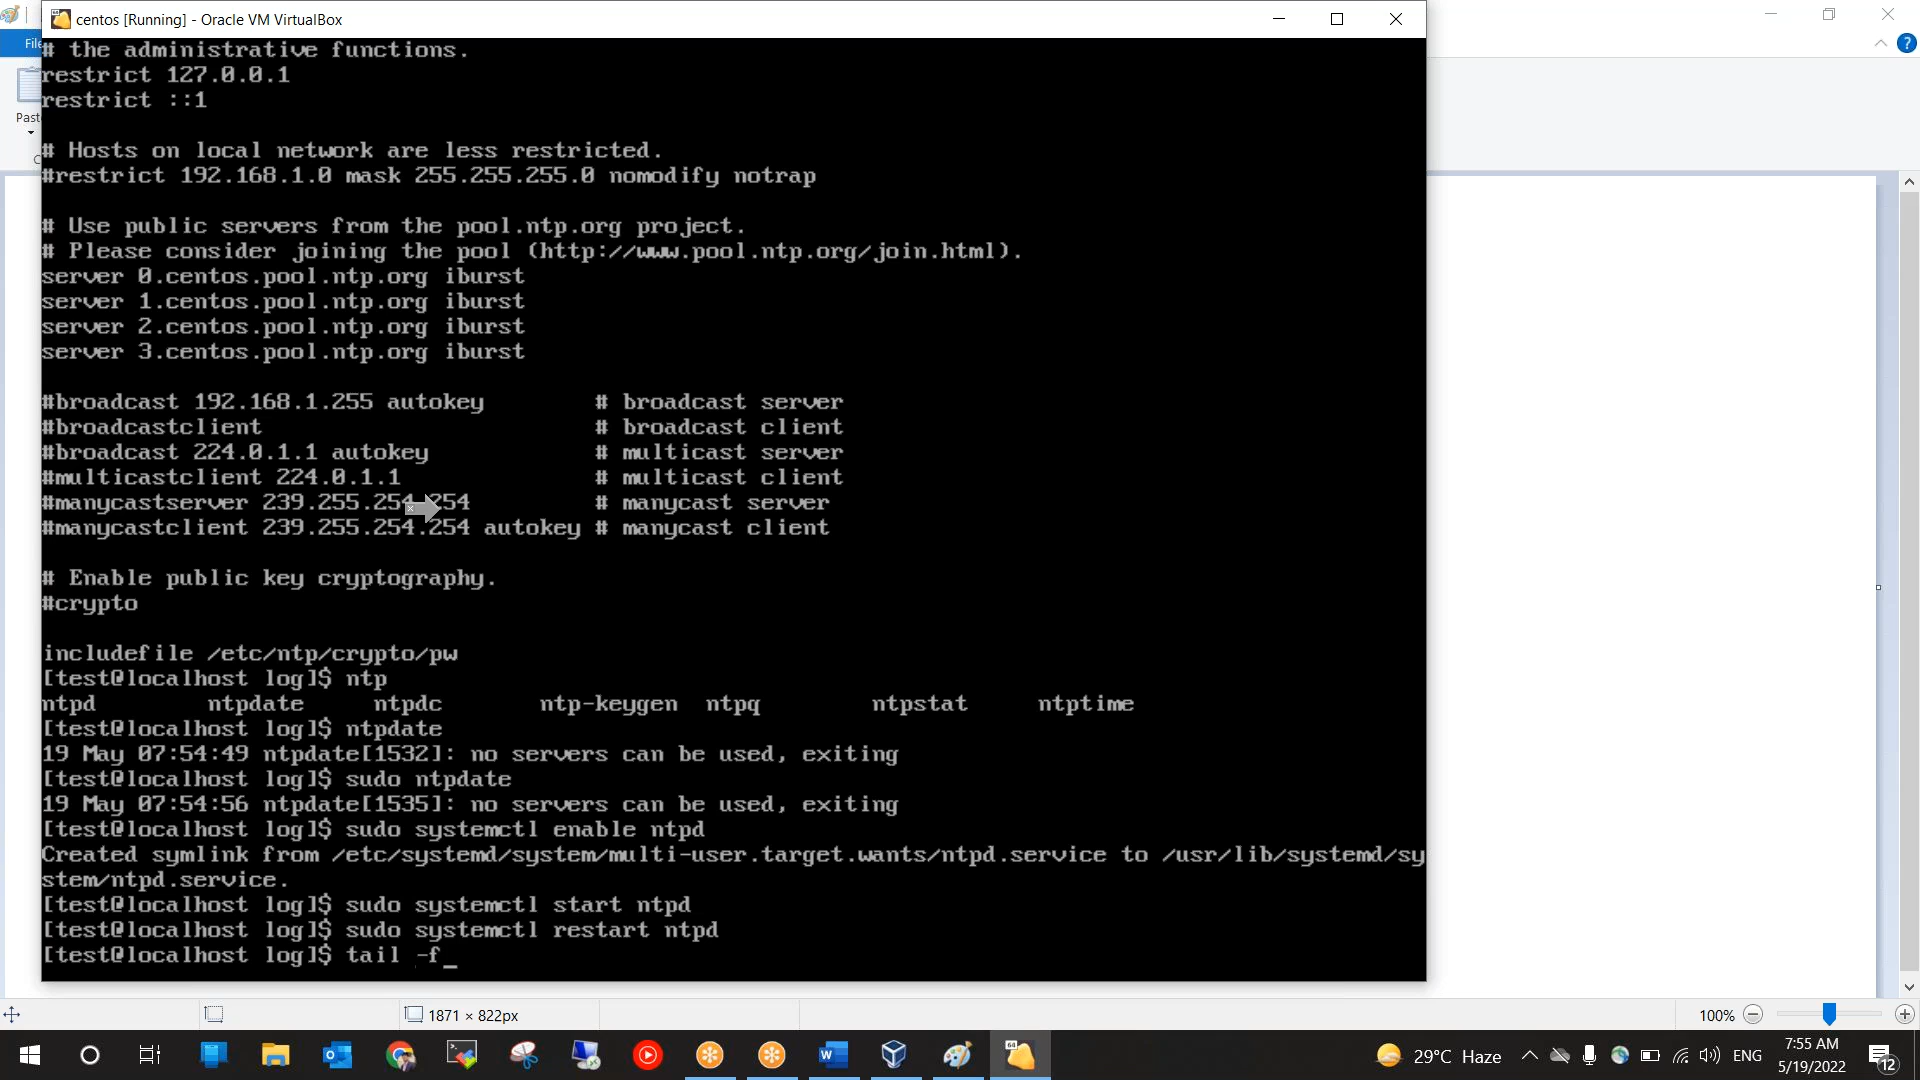 centos [Running] - Oracle VM VirtualBox
File
Past
# the administrative functions.
restrict 127.0.0.1
restrict ::1
# Hosts on local network are less restricted.
#restrict 192.168.1.0 mask 255.255.255.0 nomodify notrap
# Use public servers from the pool.ntp.org project.
# Please consider joining the pool (http://www.pool.ntp.org/join.html).
server 0.centos.pool.ntp.org iburst
server 1.centos.pool.ntp.org iburst
server 2.centos.pool.ntp.org iburst
server 3.centos.pool.ntp.org iburst
#broadcast 192.168.1.255 autokey # broadcast server
#broadcastclient # broadcast client
#broadcast 224.0.1.1 autokey # multicast server
#multicastclient 224.0.1.1 # multicast client
#manycastserver 239.255.254.254 # manycast server
#manycastclient 239.255.254.254 autokey # manycast client
# Enable public key cryptography.
#crypto
includefile /etc/ntp/crypto/pw
[test@localhost log]$ ntp
ntpd ntpdate ntpdc ntp-keygen ntpq ntpstat ntptime
[test@localhost log]$ ntpdate
19 May 07:54:49 ntpdate[1532]: no servers can be used, exiting
[test@localhost log]$ sudo ntpdate
19 May 07:54:56 ntpdate[1535]: no servers can be used, exiting
[test@localhost log]$ sudo systemctl enable ntpd
Created symlink from /etc/systemd/system/multi-user.target.wants/ntpd.service to /usr/lib/systemd/sy
stem/ntpd.service.
[test@localhost log]$ sudo systemctl start ntpd
[test@localhost log]$ sudo systemctl restart ntpd
[test@localhost log]$ tail -f_
1871 × 822px
100%
29°C Haze
ENG
7:55 AM
5/19/2022
12